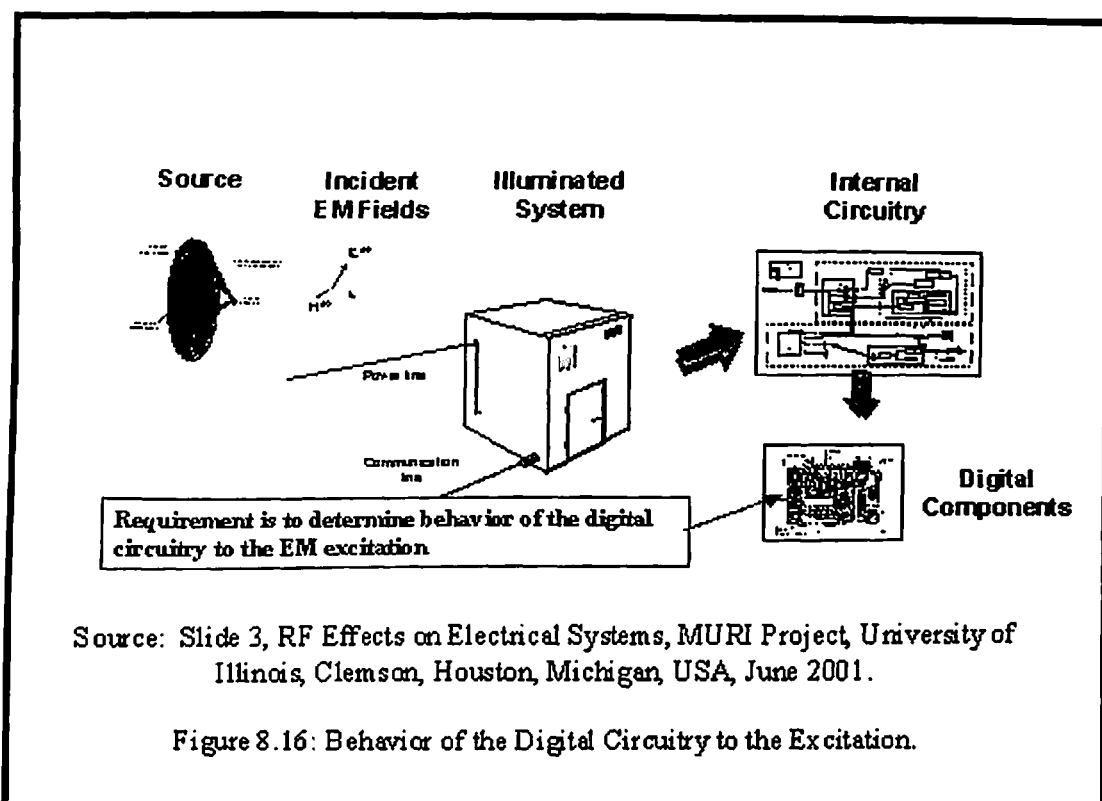 Source
Incident
EM Fields
Illuminated
System
Internal
Circuitry
Power line
Communication
line
Digital
Components
Requirement is to determine behavior of the digital
circuitry to the EM excitation
Source: Slide 3, RF Effects on Electrical Systems, MURI Project, University of
Illinois, Clemson, Houston, Michigan, USA, June 2001.
Figure 8.16: Behavior of the Digital Circuitry to the Excitation.